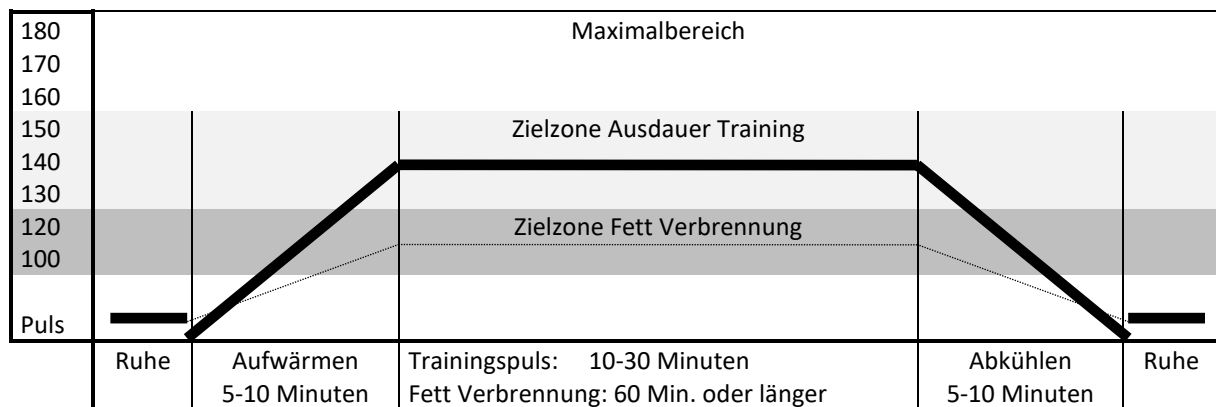 180
Maximalbereich
170
160
150
Zielzone Ausdauer Training
140
130
120
Zielzone Fett Verbrennung
100
Puls
Ruhe
Aufwärmen
5-10 Minuten
Trainingspuls: 10-30 Minuten
Fett Verbrennung: 60 Min. oder länger
Abkühlen
5-10 Minuten
Ruhe